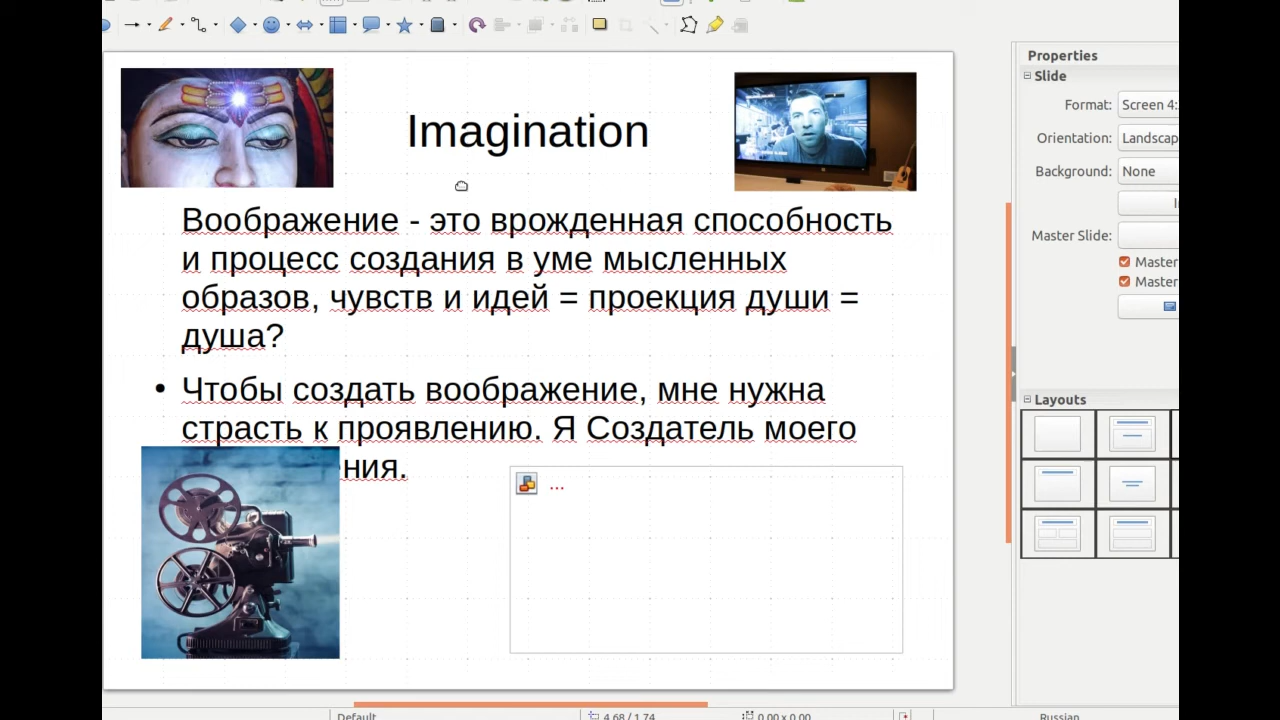 Properties
Slide
Format: Screen 4:
Orientation: Landscap
Background: None
Master Slide:
Master
Master
Layouts
Imagination
Воображение - это врожденная способность
и процесс создания в уме мысленных
образов, чувств и идей = проекция души =
душа?
• Чтобы создать воображение, мне нужна
страсть к проявлению. Я Создатель моего
ния.
...
Default
4.68 / 1.74
0.00 x 0.00
Russian